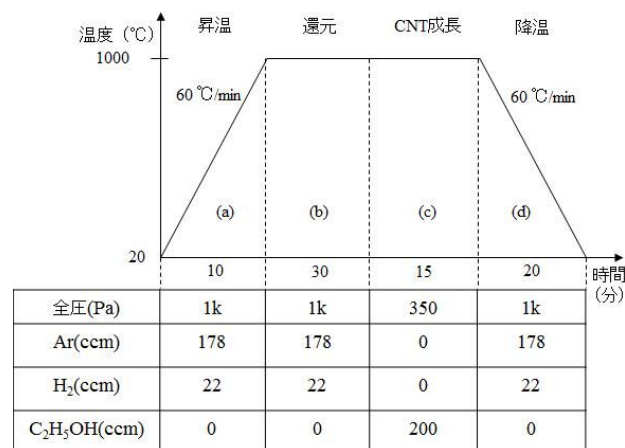 昇温 還元 CNT成長 降温
温度(℃)
1000
60 ℃/min 60 ℃/min
(a) (b) (c) (d)
20
10 30 15 20 時間
(分)
全圧(Pa) 1k 1k 350 1k
Ar(ccm) 178 178 0 178
H₂(ccm) 22 22 0 22
C₂H₅OH(ccm) 0 0 200 0